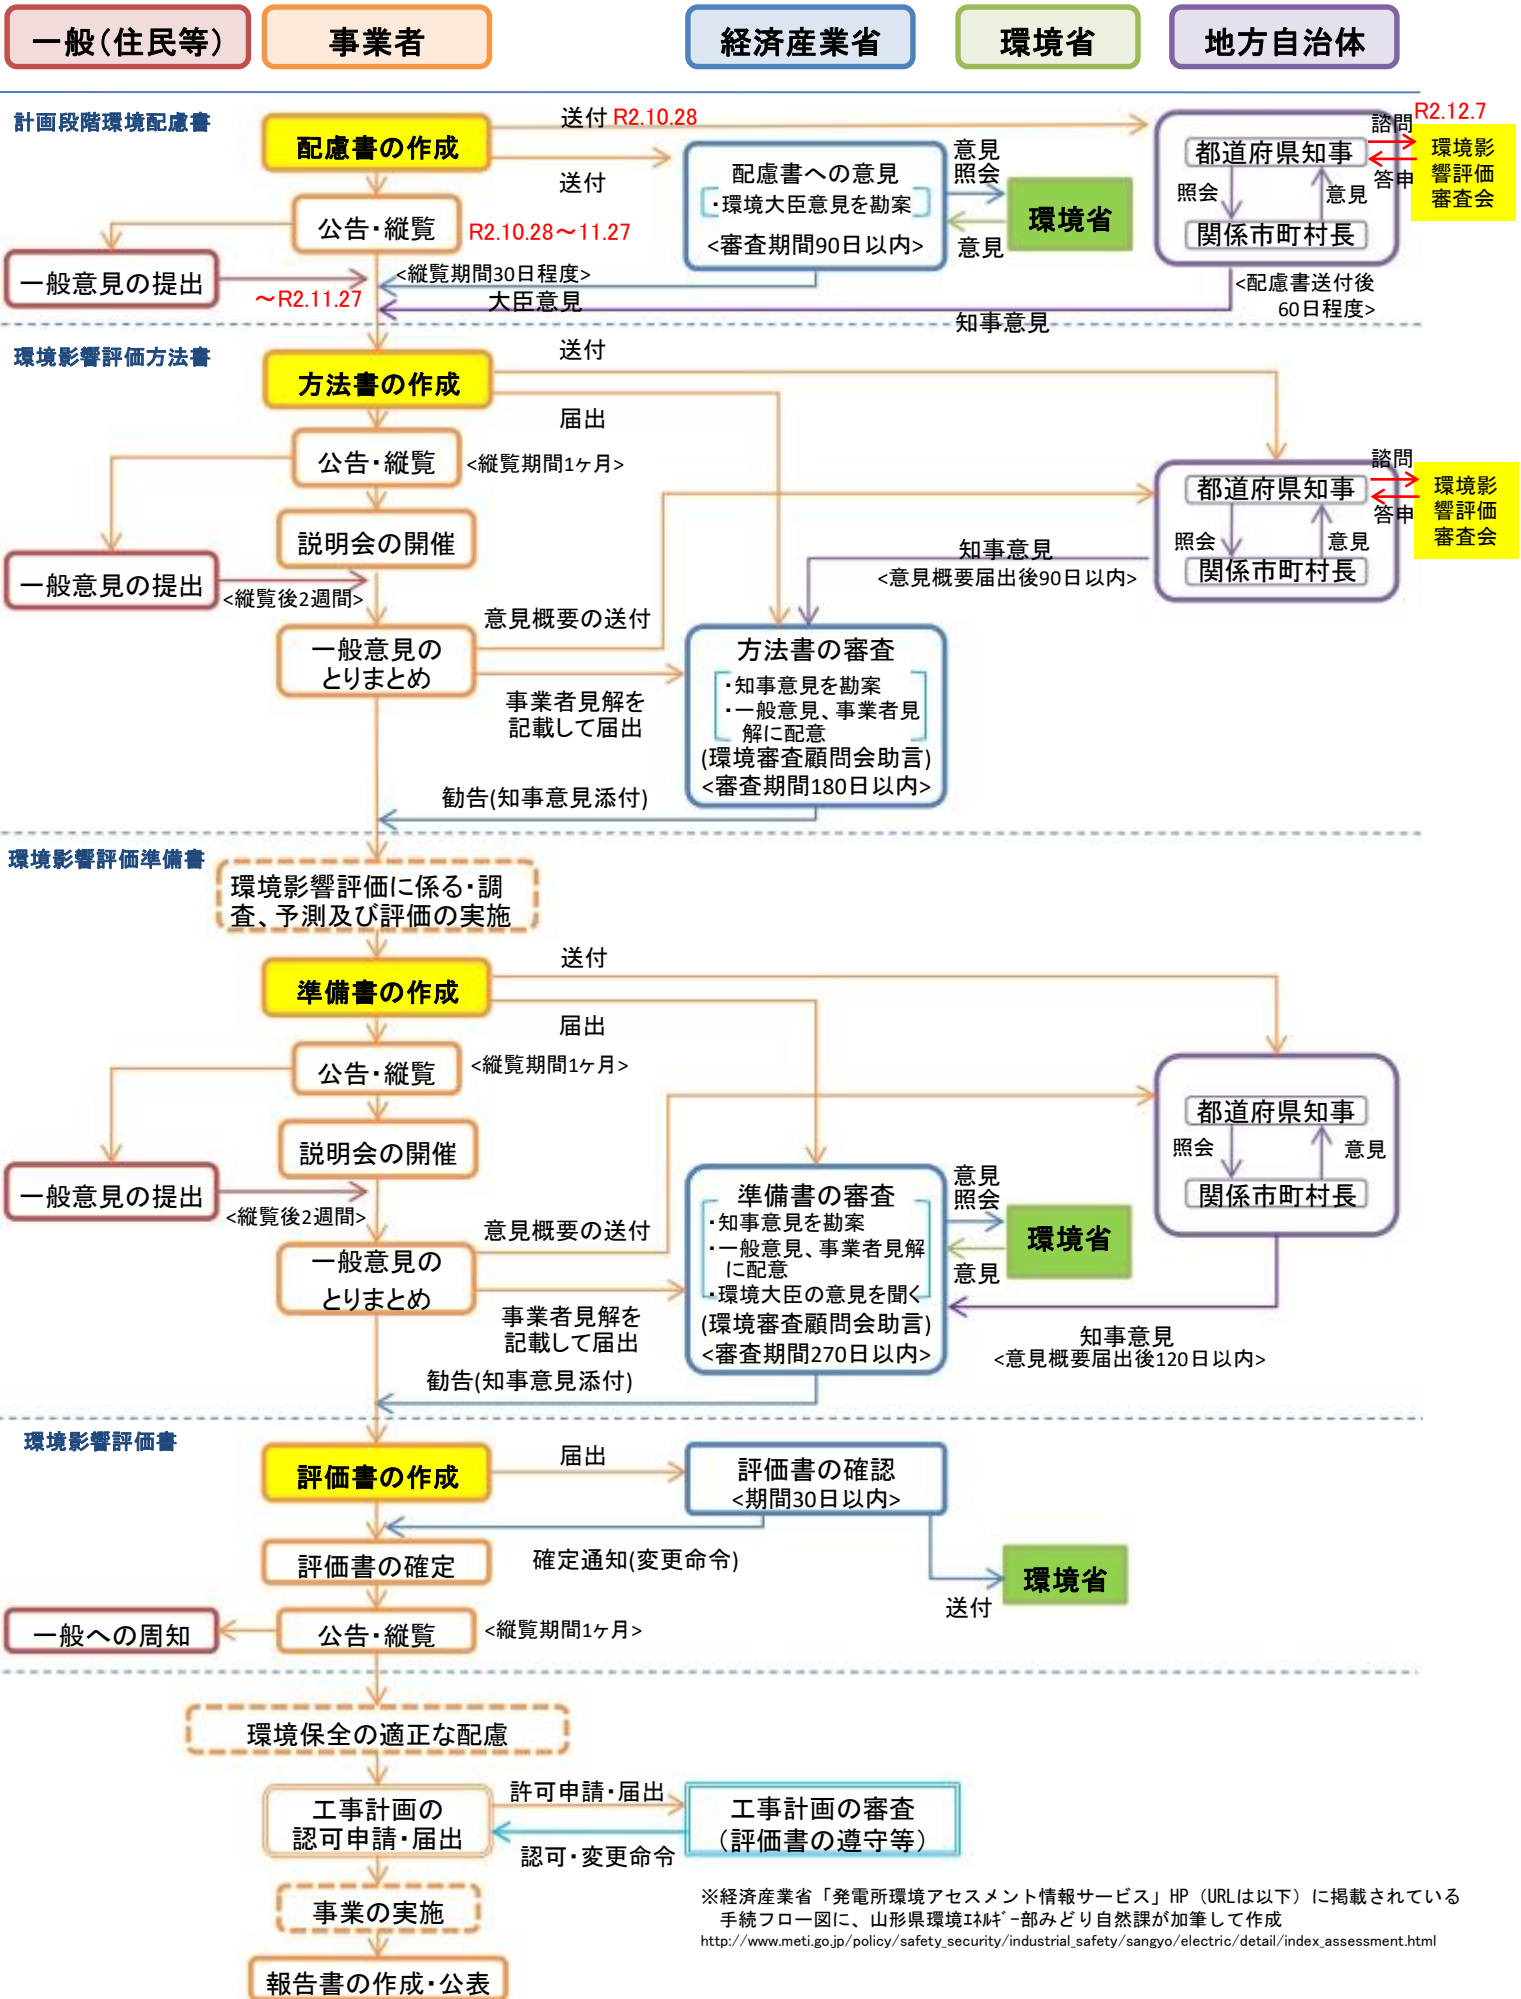 一般(住民等)
事業者
経済産業省
環境省
地方自治体
計画段階環境配慮書
配慮書の作成
送付 R2.10.28
送付
公告・縦覧
R2.10.28～11.27
一般意見の提出
～R2.11.27
<縦覧期間30日程度>
大臣意見
配慮書への意見
・環境大臣意見を勘案
<審査期間90日以内>
意見
照会
意見
環境省
都道府県知事
照会
意見
関係市町村長
諮問
R2.12.7
答申
環境影
響評価
審査会
<配慮書送付後
60日程度>
知事意見
環境影響評価方法書
方法書の作成
送付
届出
公告・縦覧
<縦覧期間1ヶ月>
説明会の開催
一般意見の提出
<縦覧後2週間>
一般意見の
とりまとめ
意見概要の送付
事業者見解を
記載して届出
都道府県知事
照会
意見
関係市町村長
諮問
答申
環境影
響評価
審査会
知事意見
<意見概要届出後90日以内>
方法書の審査
・知事意見を勘案
・一般意見、事業者見
解に配意
(環境審査顧問会助言)
<審査期間180日以内>
勧告(知事意見添付)
環境影響評価準備書
環境影響評価に係る・調
査、予測及び評価の実施
準備書の作成
送付
届出
公告・縦覧
<縦覧期間1ヶ月>
説明会の開催
一般意見の提出
<縦覧後2週間>
一般意見の
とりまとめ
意見概要の送付
事業者見解を
記載して届出
準備書の審査
・知事意見を勘案
・一般意見、事業者見解
に配意
・環境大臣の意見を聞く
(環境審査顧問会助言)
<審査期間270日以内>
意見
照会
意見
環境省
都道府県知事
照会
意見
関係市町村長
知事意見
<意見概要届出後120日以内>
勧告(知事意見添付)
環境影響評価書
評価書の作成
届出
評価書の確認
<期間30日以内>
確定通知(変更命令)
評価書の確定
送付
環境省
一般への周知
公告・縦覧
<縦覧期間1ヶ月>
環境保全の適正な配慮
工事計画の
認可申請・届出
許可申請・届出
認可・変更命令
工事計画の審査
（評価書の遵守等）
事業の実施
報告書の作成・公表
※経済産業省「発電所環境アセスメント情報サービス」HP（URLは以下）に掲載されている
手続フロー図に、山形県環境ｴﾈﾙｷﾞｰ部みどり自然課が加筆して作成
http://www.meti.go.jp/policy/safety_security/industrial_safety/sangyo/electric/detail/index_assessment.html